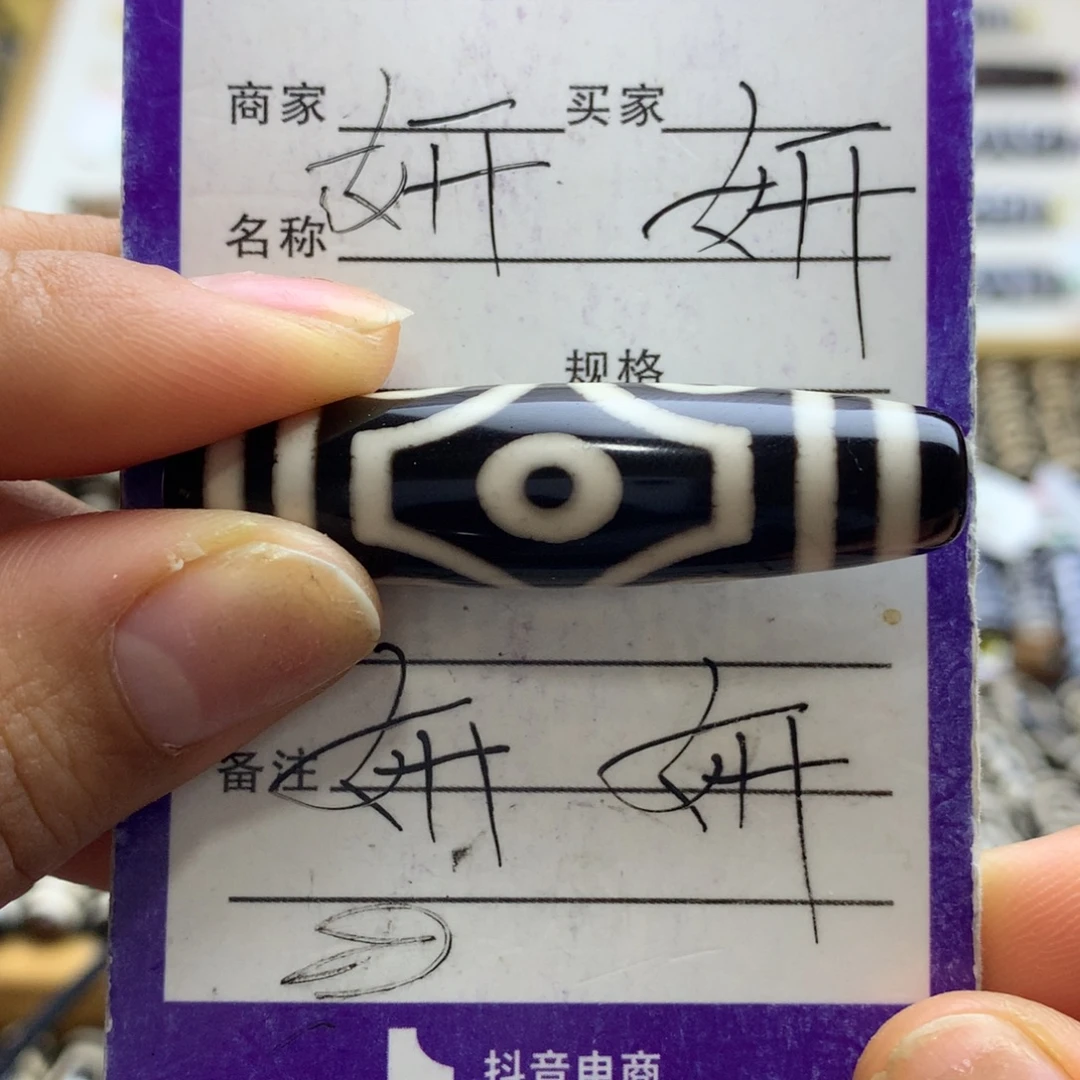 商家 妍 买家 妍
名称
规格
备注 妍 妍
抖音电商